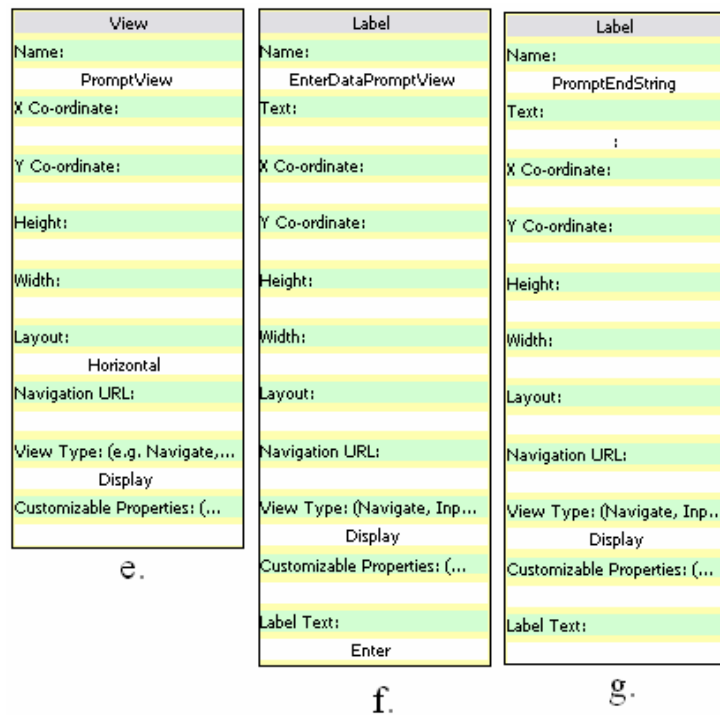 View
Name:
PromptView
X Co-ordinate:
Y Co-ordinate:
Height:
Width:
Layout:
Horizontal
Navigation URL:
View Type: (e.g. Navigate,...
Display
Customizable Properties: (...
e.
Label
Name:
EnterDataPromptView
Text:
X Co-ordinate:
Y Co-ordinate:
Height:
Width:
Layout:
Navigation URL:
View Type: (Navigate, Inp...
Display
Customizable Properties: (...
Label Text:
Enter
f.
Label
Name:
PromptEndString
Text:
:
X Co-ordinate:
Y Co-ordinate:
Height:
Width:
Layout:
Navigation URL:
View Type: (Navigate, Inp...
Display
Customizable Properties: (...
Label Text:
g.